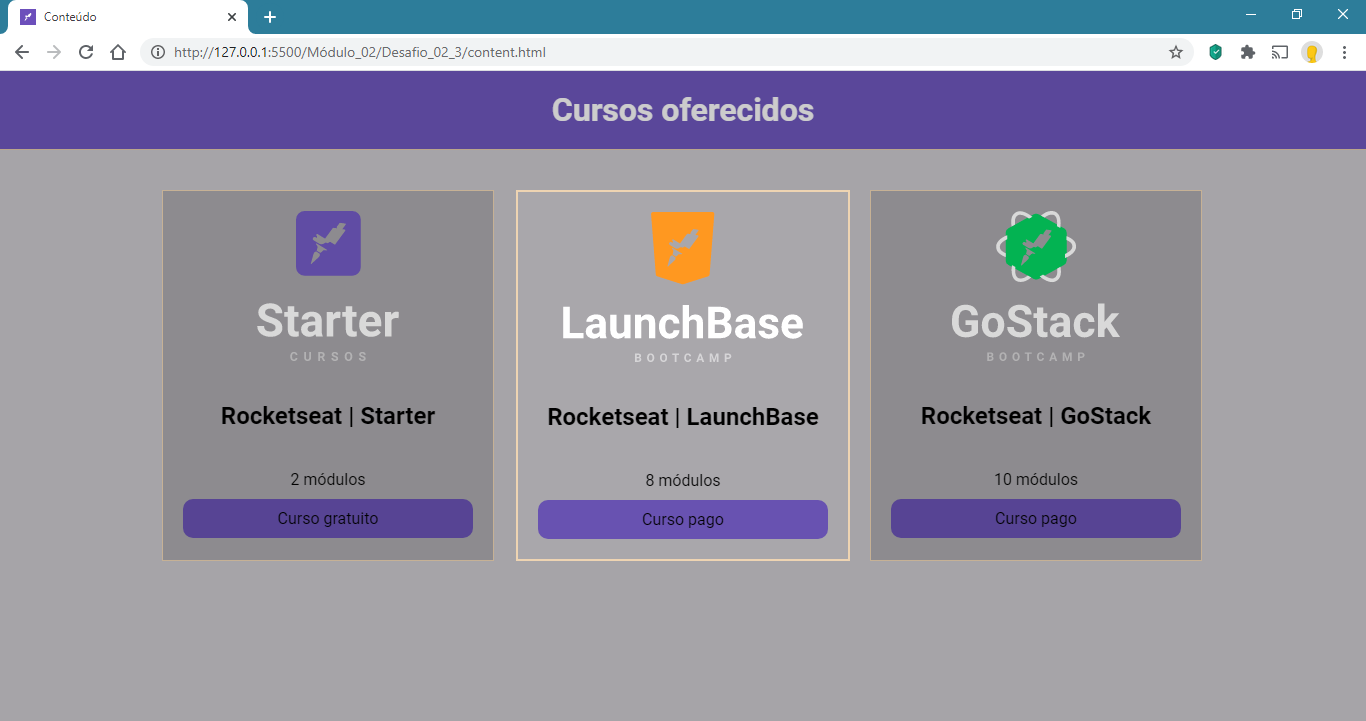 Conteúdo
http://127.0.0.1:5500/Módulo_02/Desafio_02_3/content.html
Cursos oferecidos
Starter
CURSOS
Rocketseat | Starter
2 módulos
Curso gratuito
LaunchBase
BOOTCAMP
Rocketseat | LaunchBase
8 módulos
Curso pago
GoStack
BOOTCAMP
Rocketseat | GoStack
10 módulos
Curso pago